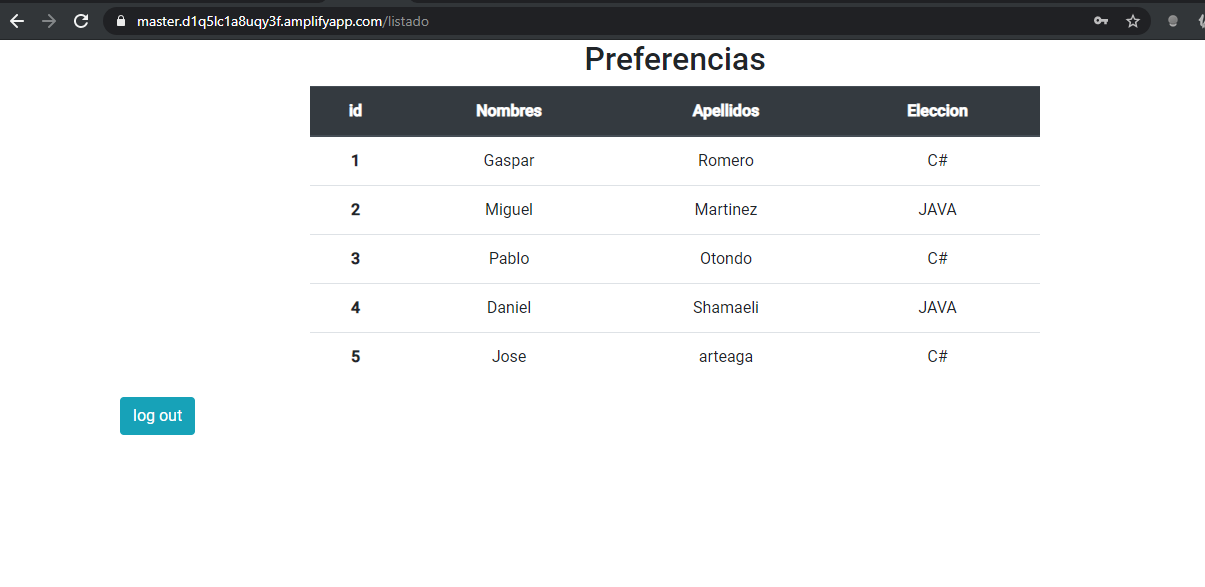 master.d1q5lc1a8uqy3f.amplifyapp.com/listado
Preferencias
id Nombres Apellidos Eleccion
1 Gaspar Romero C#
2 Miguel Martinez JAVA
3 Pablo Otondo C#
4 Daniel Shamaeli JAVA
5 Jose arteaga C#
log out